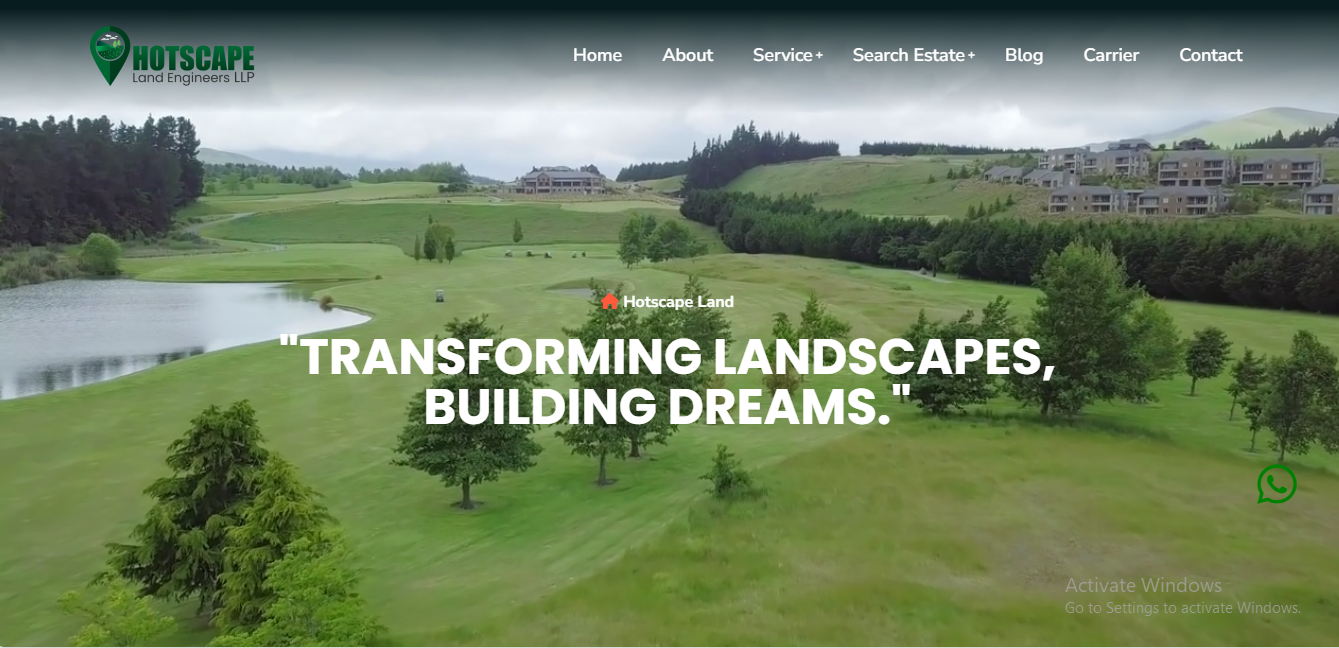 HOTSCAPE
Land Engineers LLP
Home About Service+ Search Estate+ Blog Carrier Contact
Hotscape Land
"TRANSFORMING LANDSCAPES,
BUILDING DREAMS."
Activate Windows
Go to Settings to activate Windows.